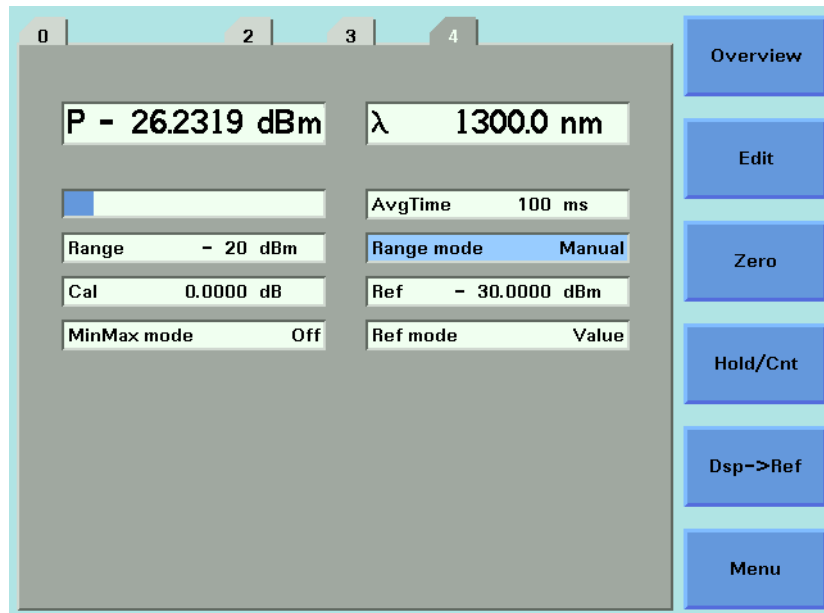 0 2 3 4
P - 26.2319 dBm
λ 1300.0 nm
AvgTime 100 ms
Range - 20 dBm
Range mode Manual
Cal 0.0000 dB
Ref - 30.0000 dBm
MinMax mode Off
Ref mode Value
Overview
Edit
Zero
Hold/Cnt
Dsp->Ref
Menu